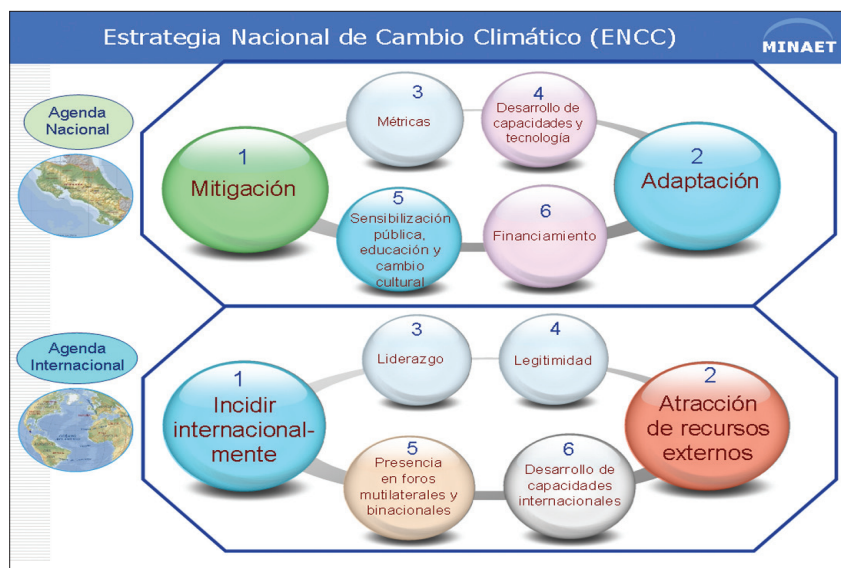 Estrategia Nacional de Cambio Climático (ENCC)
MINAET
Agenda
Nacional
1
Mitigación
3
Métricas
4
Desarrollo de
capacidades y
tecnología
2
Adaptación
5
Sensibilización
pública,
educación y
cambio
cultural
6
Financiamiento
Agenda
Internacional
1
Incidir
internacional-
mente
3
Liderazgo
4
Legitimidad
2
Atracción
de recursos
externos
5
Presencia
en foros
mutilaterales y
binacionales
6
Desarrollo de
capacidades
internacionales